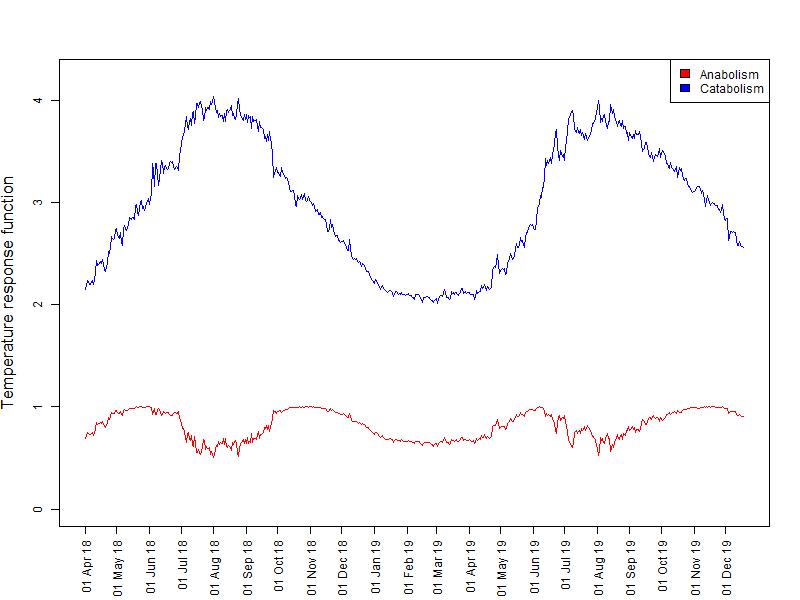 Anabolism
Catabolism
Temperature response function
4
3
2
1
0
01 Apr 18
01 May 18
01 Jun 18
01 Jul 18
01 Aug 18
01 Sep 18
01 Oct 18
01 Nov 18
01 Dec 18
01 Jan 19
01 Feb 19
01 Mar 19
01 Apr 19
01 May 19
01 Jun 19
01 Jul 19
01 Aug 19
01 Sep 19
01 Oct 19
01 Nov 19
01 Dec 19